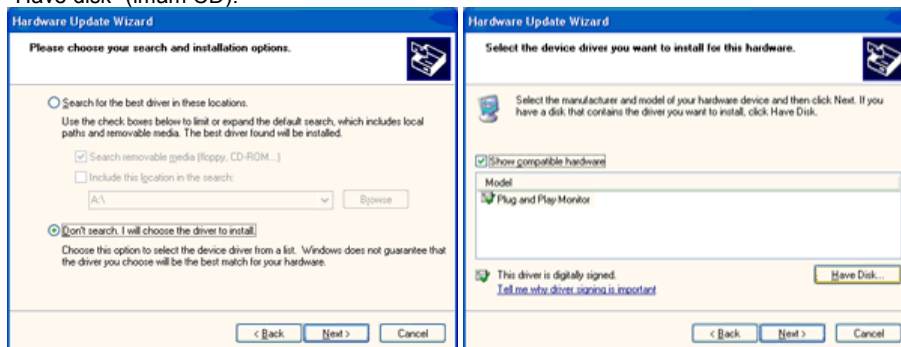 "Have disk" (Imam CD).
Hardware Update Wizard
Please choose your search and installation options.
Search for the best driver in these locations.
Use the check boxes below to limit or expand the default search, which includes local
paths and removable media. The best driver found will be installed.
Search removable media (floppy, CD-ROM...)
Include this location in the search:
A:\
Browse
Don't search. I will choose the driver to install.
Choose this option to select the device driver from a list. Windows does not guarantee that
the driver you choose will be the best match for your hardware.
< Back
Next >
Cancel
Hardware Update Wizard
Select the device driver you want to install for this hardware.
Select the manufacturer and model of your hardware device and then click Next. If you
have a disk that contains the driver you want to install, click Have Disk.
Show compatible hardware
Model
Plug and Play Monitor
This driver is digitally signed.
Tell me why driver signing is important
Have Disk...
< Back
Next >
Cancel